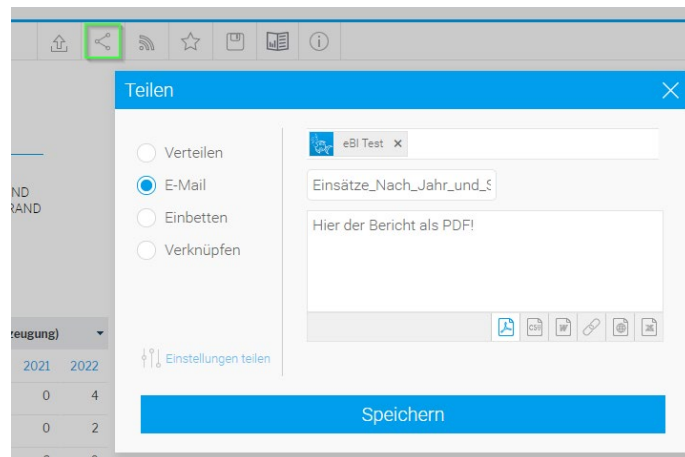 Teilen
Verteilen
E-Mail
Einbetten
Verknüpfen
Einstellungen teilen
eBI Test ×
Einsätze_Nach_Jahr_und_S
Hier der Bericht als PDF!
CSV
W
Speichern
ND
RAND
zeugung)
2021 2022
0 4
0 2